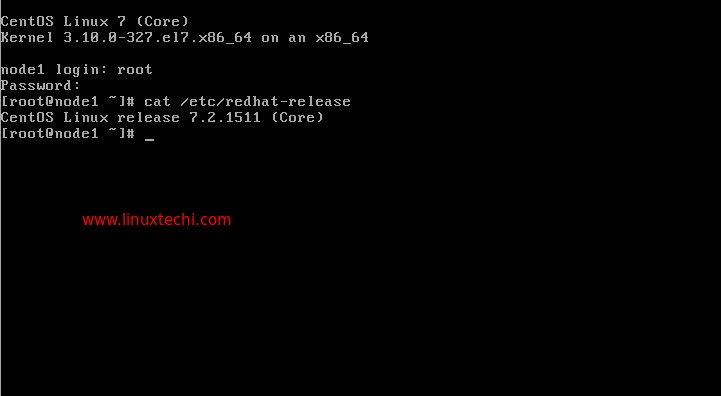 CentOS Linux 7 (Core)
Kernel 3.10.0-327.el7.x86_64 on an x86_64
node1 login: root
Password:
[root@node1 ~]# cat /etc/redhat-release
CentOS Linux release 7.2.1511 (Core)
[root@node1 ~]# _
www.linuxtechi.com